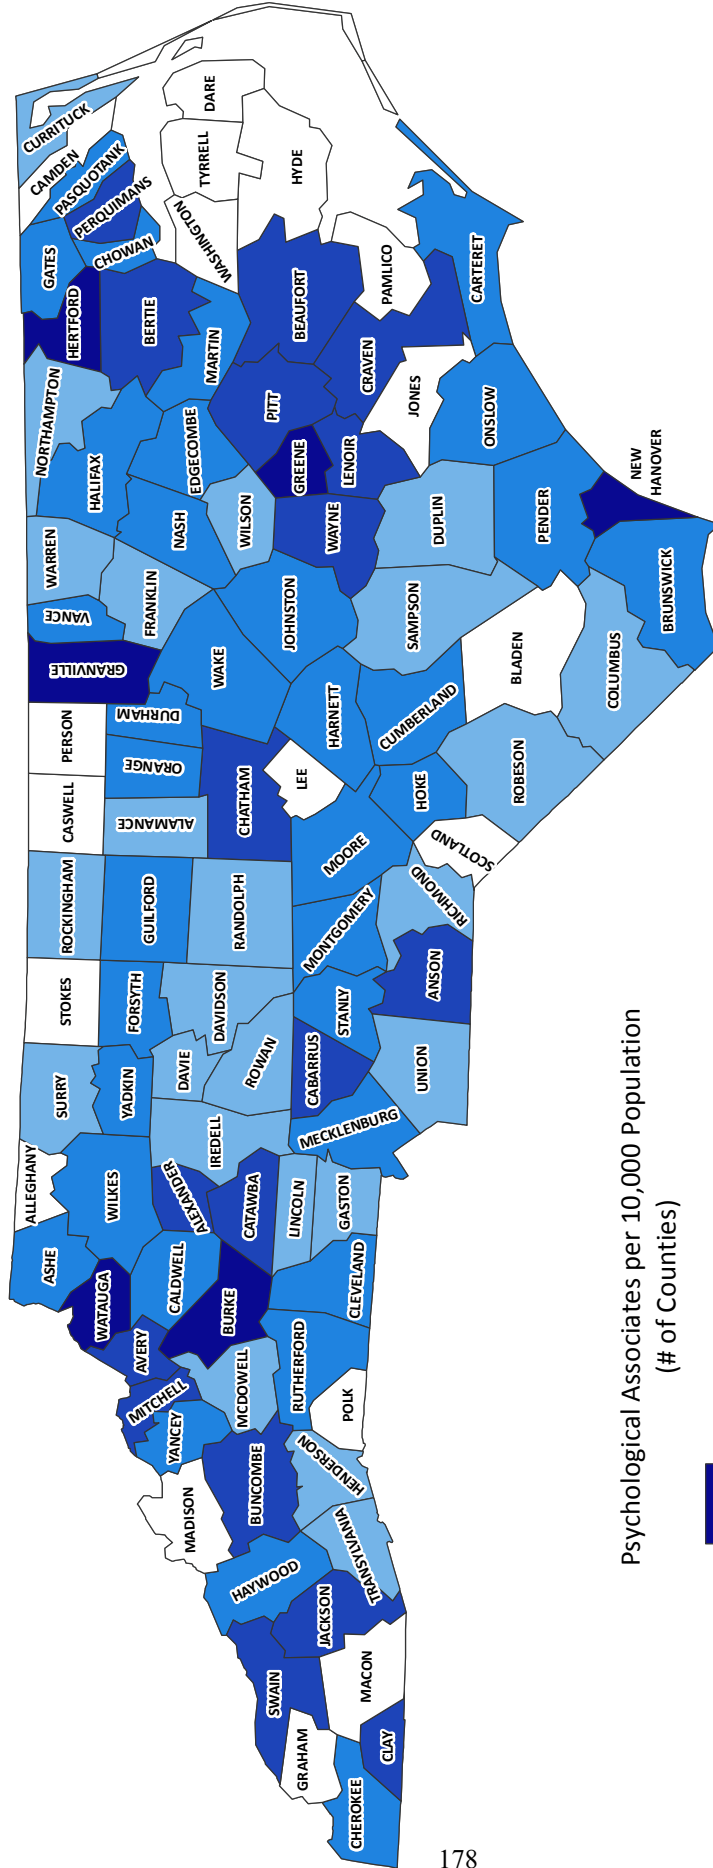 CURRITUCK
CAMDEN
PASQUOTANK
PERQUIMANS
GATES
CHOWAN
HERTFORD
BERTIE
DARE
TYRRELL
WASHINGTON
HYDE
MARTIN
BEAUFORT
PAMLICO
CARTERET
NORTHAMPTON
HALIFAX
EDGECOMBE
PITT
CRAVEN
JONES
ONSLOW
GREENE
LENOIR
WARREN
NASH
WILSON
WAYNE
DUPLIN
PENDER
NEW
HANOVER
VANCE
FRANKLIN
JOHNSTON
SAMPSON
BLADEN
BRUNSWICK
COLUMBUS
GRANVILLE
WAKE
HARNETT
CUMBERLAND
PERSON
DURHAM
ORANGE
CHATHAM
LEE
HOKE
ROBESON
CASWELL
ALAMANCE
MOORE
SCOTLAND
ROCKINGHAM
GUILFORD
RANDOLPH
MONTGOMERY
RICHMOND
STOKES
FORSYTH
DAVIDSON
STANLY
ANSON
SURRY
YADKIN
DAVIE
ROWAN
CABARRUS
UNION
ALLEGHANY
WILKES
IREDELL
MECKLENBURG
ALEXANDER
CATAWBA
LINCOLN
GASTON
ASHE
WATAUGA
CALDWELL
BURKE
CLEVELAND
AVERY
MITCHELL
MCDOWELL
RUTHERFORD
POLK
YANCEY
MADISON
BUNCOMBE
HENDERSON
HAYWOOD
TRANSYLVANIA
JACKSON
SWAIN
MACON
GRAHAM
CLAY
CHEROKEE
Psychological Associates per 10,000 Population
(# of Counties)
178